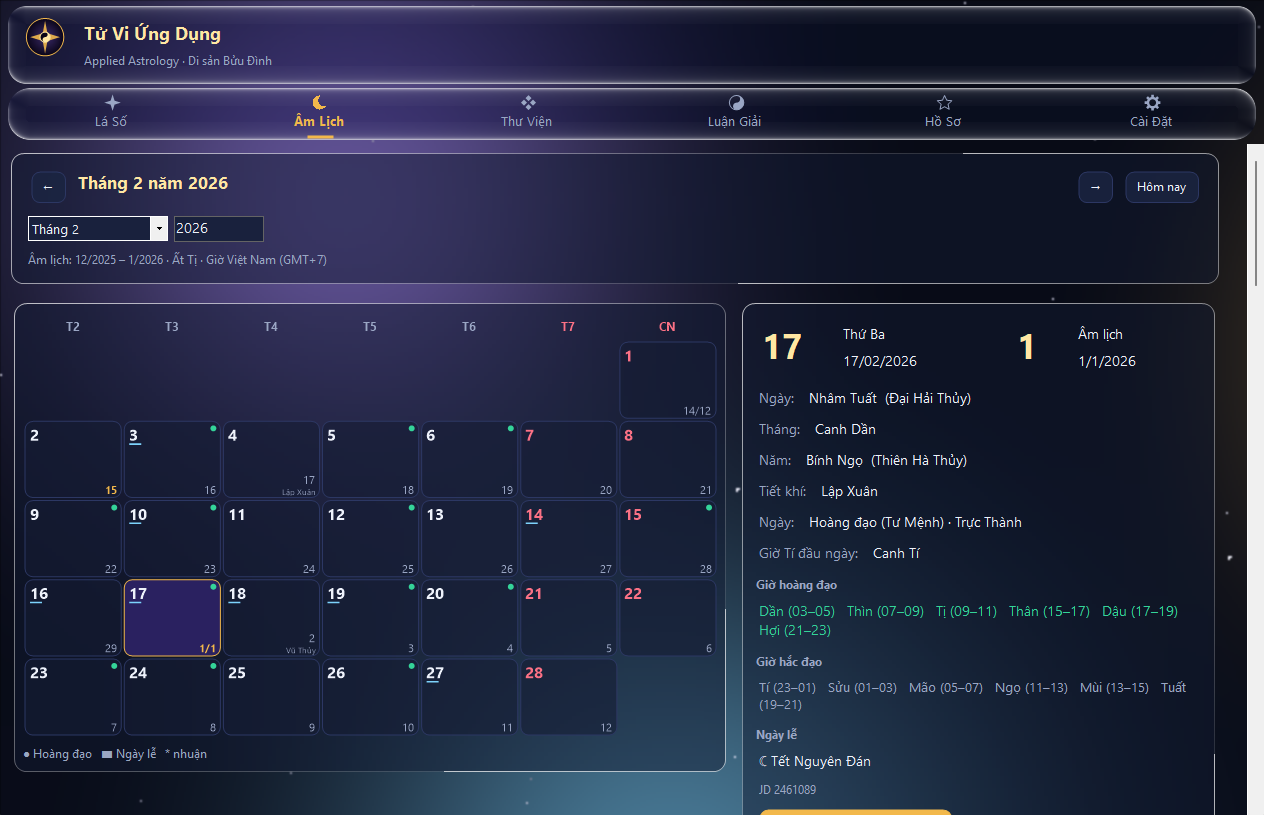 Tử Vi Ứng Dụng
Applied Astrology · Di sản Bửu Đình
Lá Số
Âm Lịch
Thư Viện
Luận Giải
Hồ Sơ
Cài Đặt
← Tháng 2 năm 2026 → Hôm nay
Tháng 2 2026
Âm lịch: 12/2025 – 1/2026 · Ất Tị · Giờ Việt Nam (GMT+7)
T2 T3 T4 T5 T6 T7 CN
1
14/12
2 3 4 5 6 7 8
15 16 17 18 19 20 21
Lập Xuân
9 10 11 12 13 14 15
22 23 24 25 26 27 28
16 17 18 19 20 21 22
29 1/1 2 3 4 5 6
Vũ Thủy
23 24 25 26 27 28
7 8 9 10 11 12
● Hoàng đạo Ngày lễ * nhuận
17 Thứ Ba 1 Âm lịch
17/02/2026 1/1/2026
Ngày: Nhâm Tuất (Đại Hải Thủy)
Tháng: Canh Dần
Năm: Bính Ngọ (Thiên Hà Thủy)
Tiết khí: Lập Xuân
Ngày: Hoàng đạo (Tư Mệnh) · Trực Thành
Giờ Tí đầu ngày: Canh Tí
Giờ hoàng đạo
Dần (03–05) Thìn (07–09) Tị (09–11) Thân (15–17) Dậu (17–19)
Hợi (21–23)
Giờ hắc đạo
Tí (23–01) Sửu (01–03) Mão (05–07) Ngọ (11–13) Mùi (13–15) Tuất
(19–21)
Ngày lễ
☾ Tết Nguyên Đán
JD 2461089